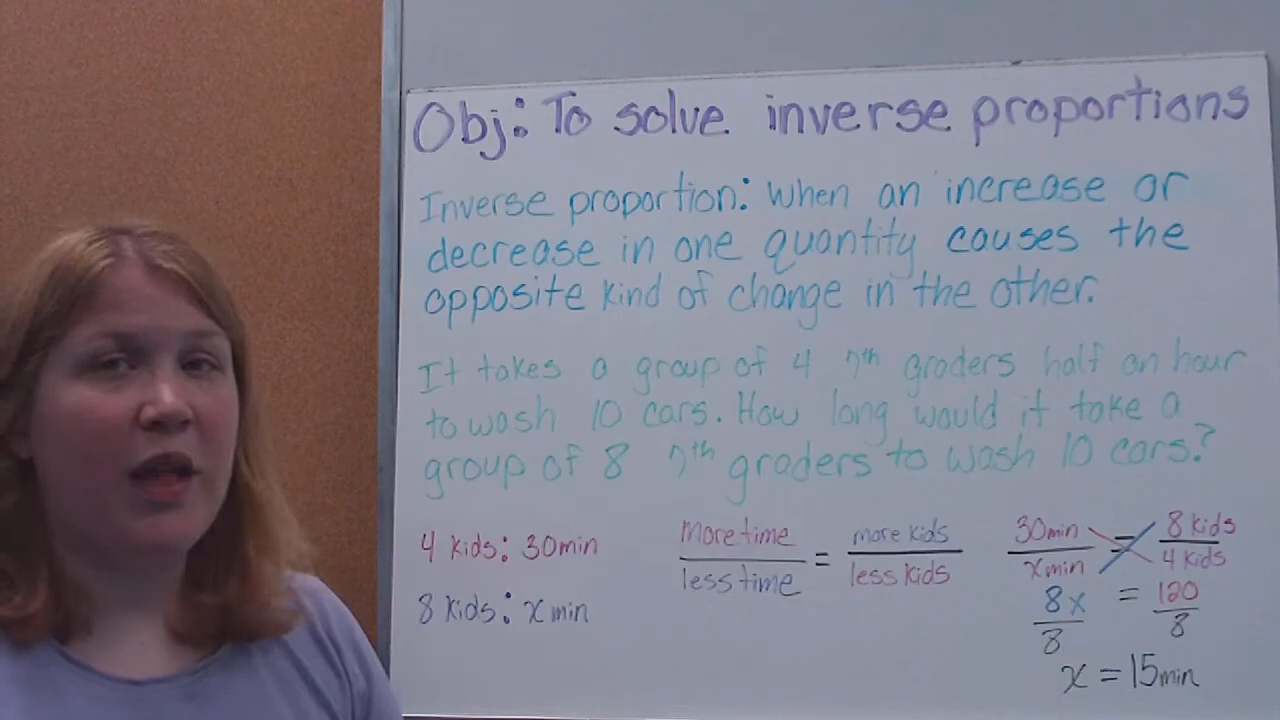 Obj: To solve inverse proportions
Inverse proportion: When an increase or
decrease in one quantity causes the
opposite kind of change in the other.
It takes a group of 4 7th graders half an hour
to wash 10 cars. How long would it take a
group of 8 7th graders to wash 10 cars?
4 kids: 30min
8 kids: x min
more time / less time = more kids / less kids
30min / x min = 8 kids / 4 kids
8x / 8 = 120 / 8
x = 15min